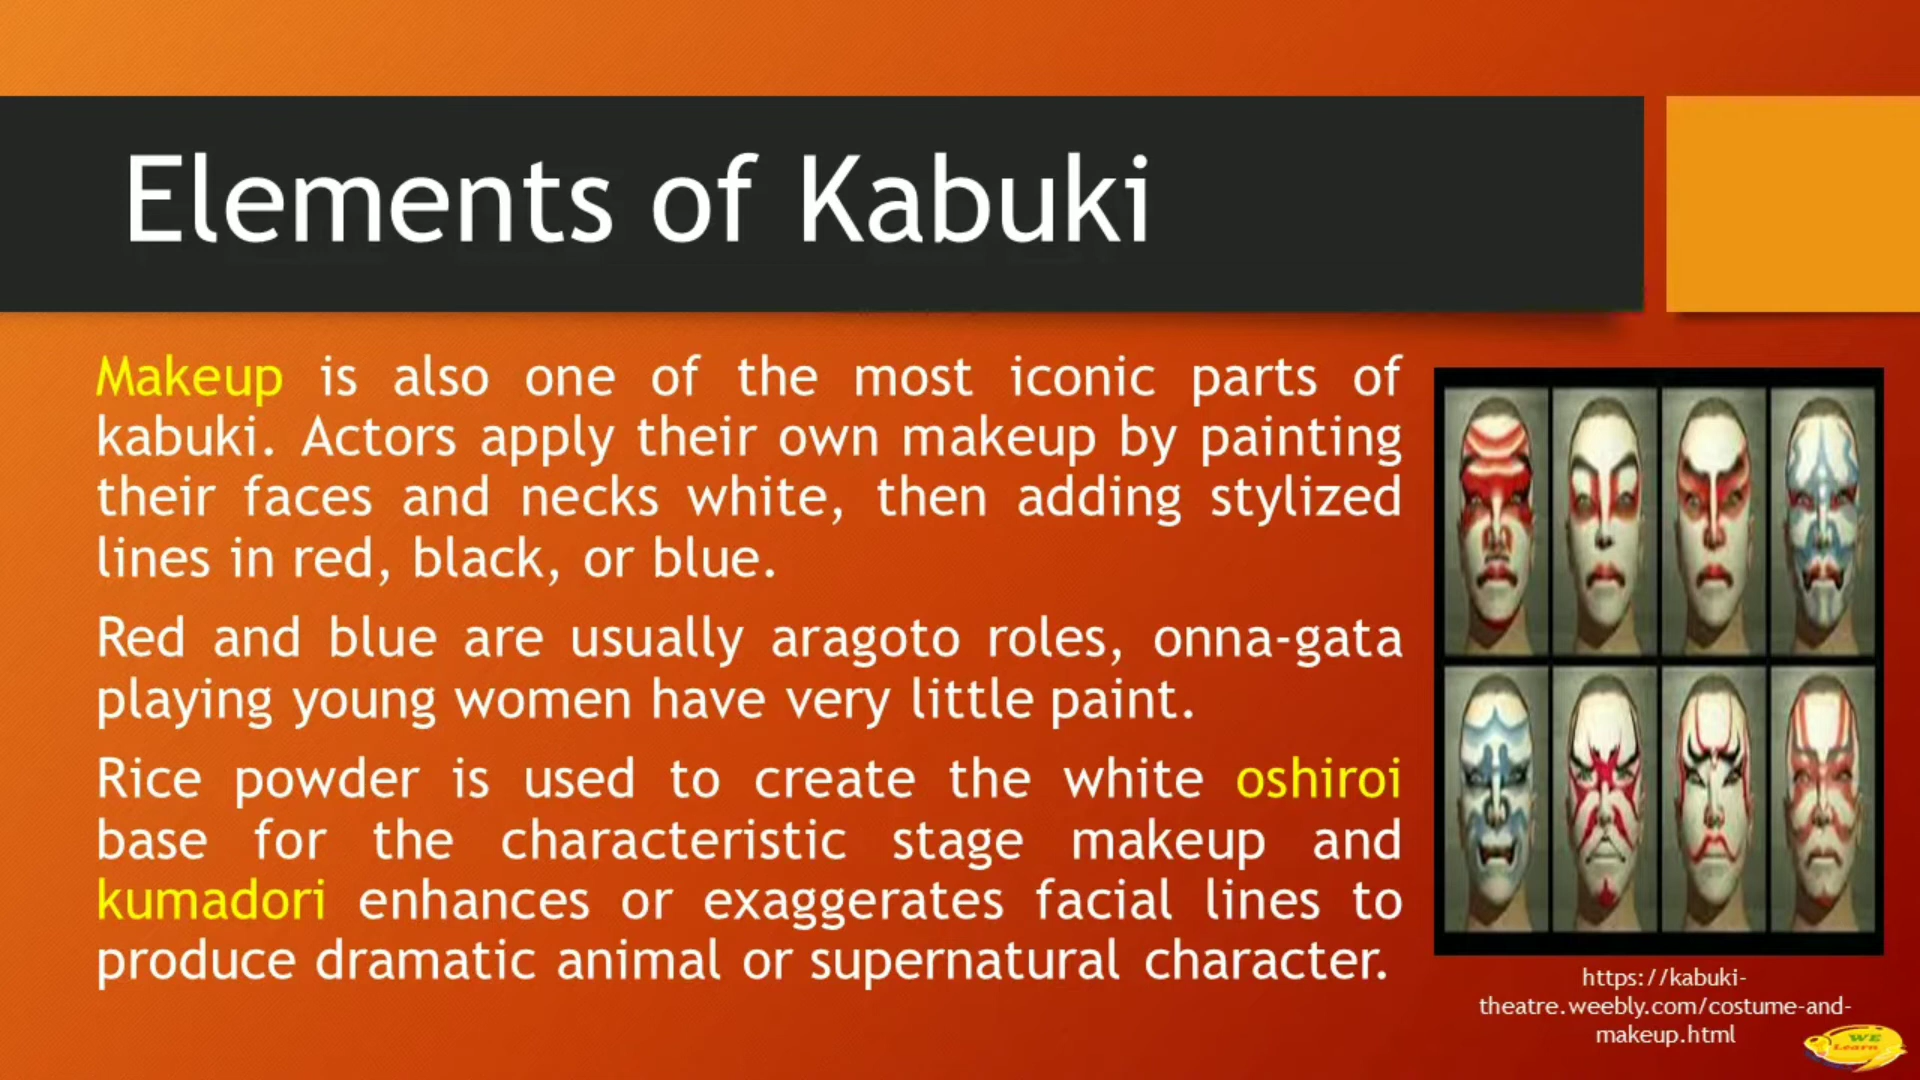 Elements of Kabuki
Makeup is also one of the most iconic parts of
kabuki. Actors apply their own makeup by painting
their faces and necks white, then adding stylized
lines in red, black, or blue.
Red and blue are usually aragoto roles, onna-gata
playing young women have very little paint.
Rice powder is used to create the white oshiroi
base for the characteristic stage makeup and
kumadori enhances or exaggerates facial lines to
produce dramatic animal or supernatural character.
https://kabuki-
theatre.weebly.com/costume-and-
makeup.html
WE
Learn